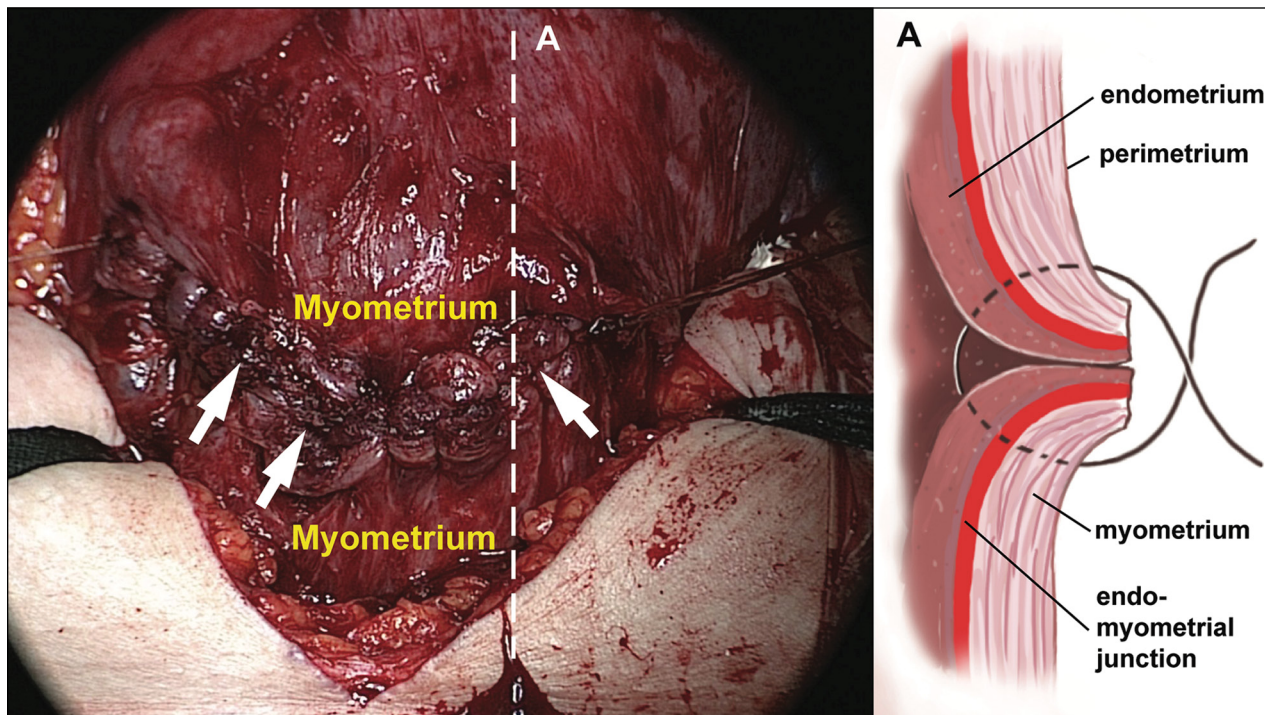 A
Myometrium
Myometrium
A
endometrium
perimetrium
myometrium
endo-
myometrial
junction